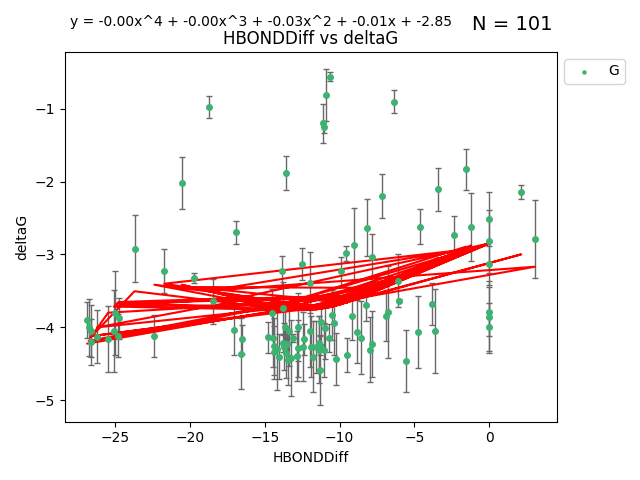 y = -0.00x^4 + -0.00x^3 + -0.03x^2 + -0.01x + -2.85
N = 101
HBONDDiff vs deltaG
G
deltaG
−1
−2
−3
−4
−5
−25 −20 −15 −10 −5 0
HBONDDiff